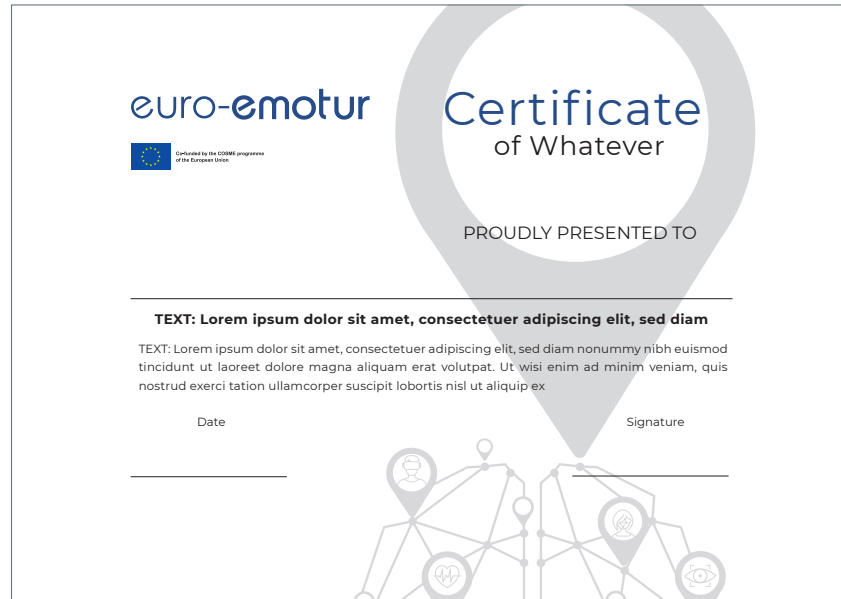 euro-emotur
Co-funded by the COSME programme
of the European Union
Certificate
of Whatever
PROUDLY PRESENTED TO
TEXT: Lorem ipsum dolor sit amet, consectetuer adipiscing elit, sed diam
TEXT: Lorem ipsum dolor sit amet, consectetuer adipiscing elit, sed diam nonummy nibh euismod
tincidunt ut laoreet dolore magna aliquam erat volutpat. Ut wisi enim ad minim veniam, quis
nostrud exerci tation ullamcorper suscipit lobortis nisl ut aliquip ex
Date
Signature